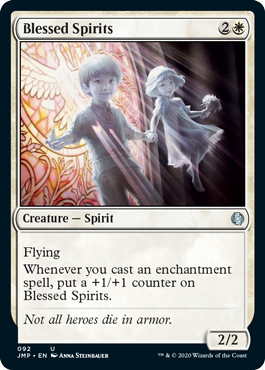 Blessed Spirits 2
Creature — Spirit
Flying
Whenever you cast an enchantment
spell, put a +1/+1 counter on
Blessed Spirits.
Not all heroes die in armor.
2/2
092 U
JMP • EN Anna Steinbauer ™ & © 2020 Wizards of the Coast